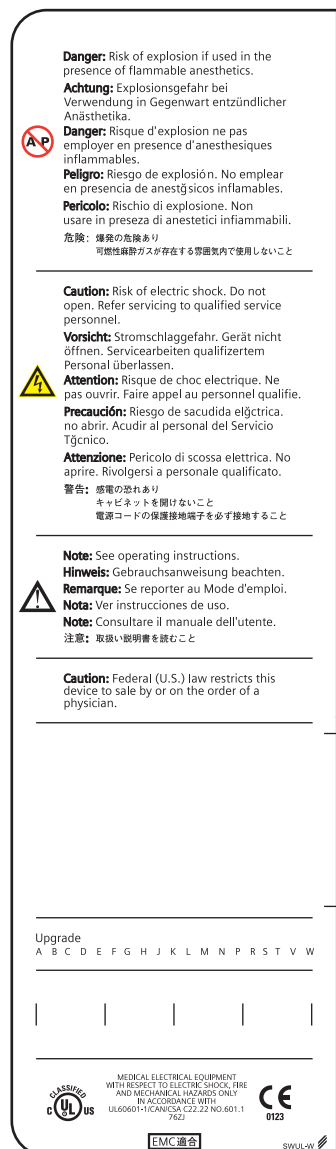 Danger: Risk of explosion if used in the
presence of flammable anesthetics.
Achtung: Explosionsgefahr bei
Verwendung in Gegenwart entzündlicher
Anästhetika.
A P
Danger: Risque d'explosion ne pas
employer en presence d'anesthesiques
inflammables.
Peligro: Riesgo de explosión. No emplear
en presencia de anestğsicos inflamables.
Pericolo: Rischio di explosione. Non
usare in preseza di anestetici infiammabili.
危険: 爆発の危険あり
可燃性麻酔ガスが存在する雰囲気内で使用しないこと
Caution: Risk of electric shock. Do not
open. Refer servicing to qualified service
personnel.
Vorsicht: Stromschlaggefahr. Gerät nicht
öffnen. Servicearbeiten qualifizertem
Personal überlassen.
Attention: Risque de choc electrique. Ne
pas ouvrir. Faire appel au personnel qualifie.
Precaución: Riesgo de sacudida elğctrica.
no abrir. Acudir al personal del Servicio
Tğcnico.
Attenzione: Pericolo di scossa elettrica. No
aprire. Rivolgersi a personale qualificato.
警告: 感電の恐れあり
キャビネットを開けないこと
電源コードの保護接地端子を必ず接地すること
Note: See operating instructions.
Hinweis: Gebrauchsanweisung beachten.
Remarque: Se reporter au Mode d'emploi.
Nota: Ver instrucciones de uso.
Note: Consultare il manuale dell'utente.
注意: 取扱い説明書を読むこと
Caution: Federal (U.S.) law restricts this
device to sale by or on the order of a
physician.
Upgrade
A B C D E F G H J K L M N P R S T V W
CLASSIFIED
C UL US
MEDICAL ELECTRICAL EQUIPMENT
WITH RESPECT TO ELECTRIC SHOCK, FIRE
AND MECHANICAL HAZARDS ONLY
IN ACCORDANCE WITH
UL60601-1/CAN/CSA C22.22 NO.601.1
76ZJ
CE
0123
EMC適合
SWUL-W